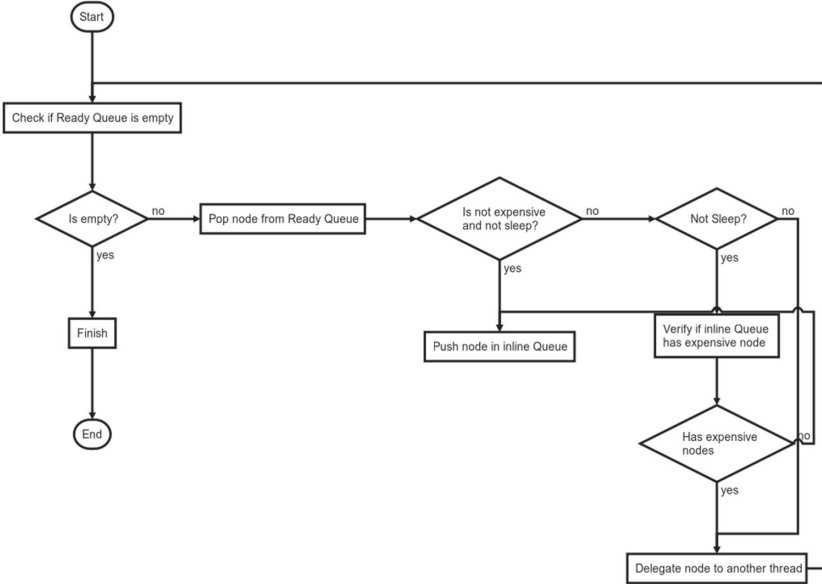 Start
Check if Ready Queue is empty
Is empty?
no
yes
Pop node from Ready Queue
Is not expensive
and not sleep?
no
yes
Not Sleep?
no
yes
Finish
Push node in inline Queue
Verify if inline Queue
has expensive node
End
Has expensive
nodes
no
yes
Delegate node to another thread